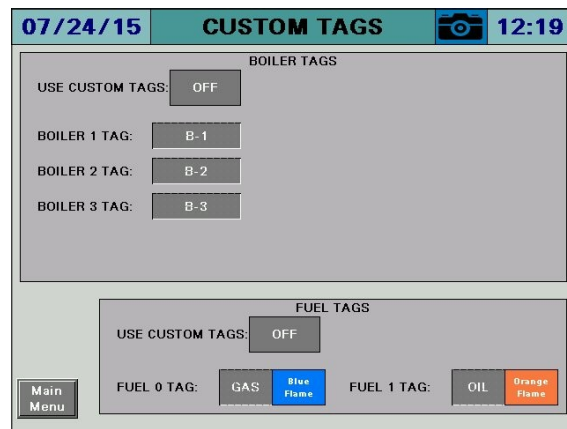 07/24/15 CUSTOM TAGS 12:19
BOILER TAGS
USE CUSTOM TAGS: OFF
BOILER 1 TAG: B-1
BOILER 2 TAG: B-2
BOILER 3 TAG: B-3
FUEL TAGS
USE CUSTOM TAGS: OFF
FUEL 0 TAG: GAS Blue Flame FUEL 1 TAG: OIL Orange Flame
Main
Menu